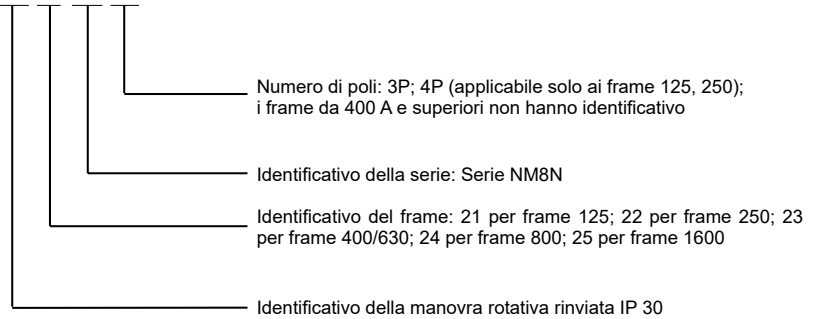 Numero di poli: 3P; 4P (applicabile solo ai frame 125, 250);
i frame da 400 A e superiori non hanno identificativo
Identificativo della serie: Serie NM8N
Identificativo del frame: 21 per frame 125; 22 per frame 250; 23
per frame 400/630; 24 per frame 800; 25 per frame 1600
Identificativo della manovra rotativa rinviata IP 30